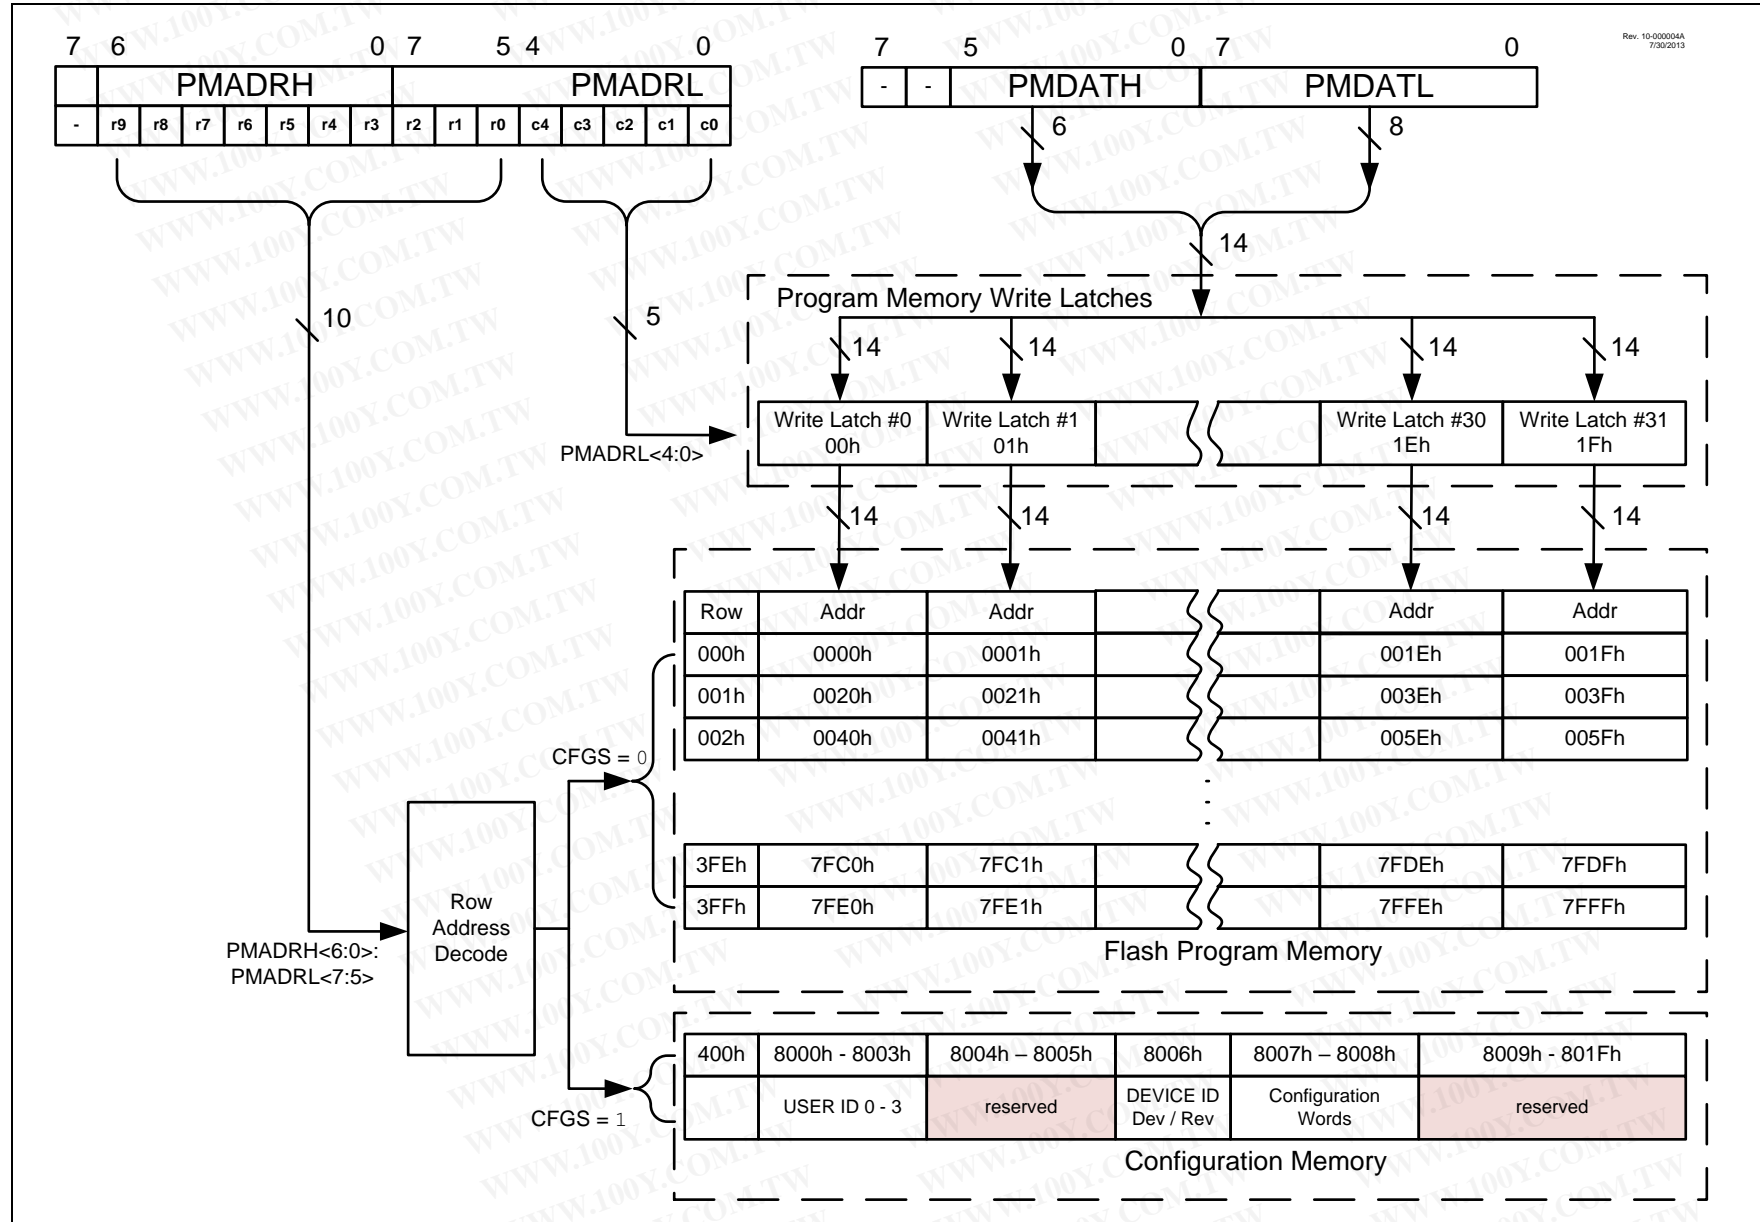 Rev. 10-000004A
7/30/2013
7 6 0 7 5 4 0
PMADRH PMADRL
- r9 r8 r7 r6 r5 r4 r3 r2 r1 r0 c4 c3 c2 c1 c0
7 5 0 7 0
- - PMDATH PMDATL
6 8
14
10
5
PMADRL<4:0>
Program Memory Write Latches
14 14 14 14
Write Latch #0 Write Latch #1 Write Latch #30 Write Latch #31
00h 01h 1Eh 1Fh
14 14 14 14
Row Addr Addr Addr Addr
000h 0000h 0001h 001Eh 001Fh
001h 0020h 0021h 003Eh 003Fh
002h 0040h 0041h 005Eh 005Fh
CFGS = 0
3FEh 7FC0h 7FC1h 7FDEh 7FDFh
3FFh 7FE0h 7FE1h 7FFEh 7FFFh
Flash Program Memory
Row
Address
Decode
PMADRH<6:0>:
PMADRL<7:5>
CFGS = 1
400h 8000h - 8003h 8004h – 8005h 8006h 8007h – 8008h 8009h - 801Fh
USER ID 0 - 3 reserved DEVICE ID Configuration reserved
Dev / Rev Words
Configuration Memory
WWW.100Y.COM.TW